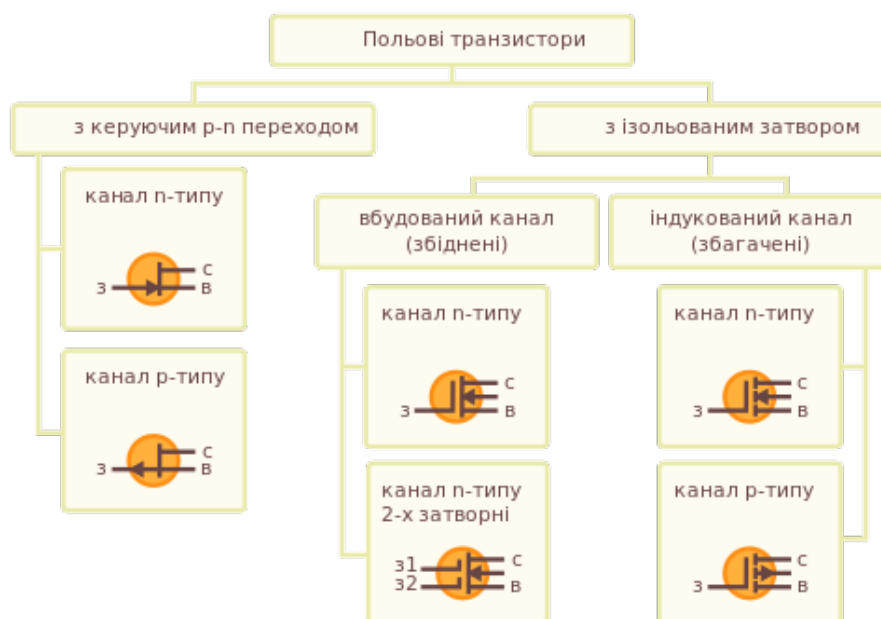 Польові транзистори
з керуючим p-n переходом
з ізольованим затвором
канал n-типу
З
С
В
канал p-типу
З
С
В
вбудований канал
(збіднені)
індукований канал
(збагачені)
канал n-типу
З
С
В
канал n-типу
2-х затворні
З1
З2
С
В
канал n-типу
З
С
В
канал p-типу
З
С
В